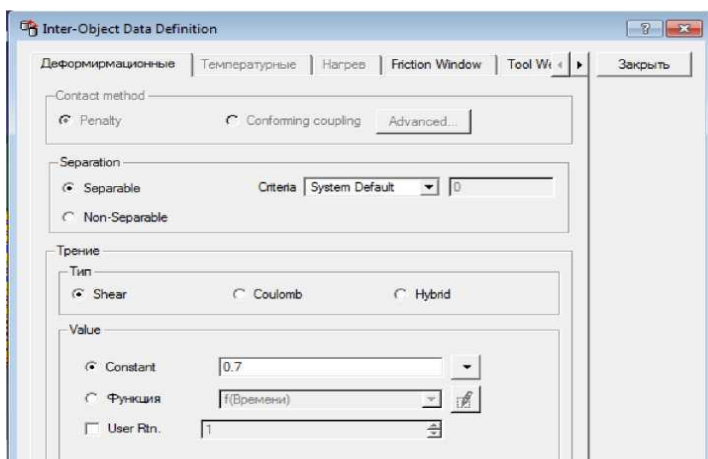 Inter-Object Data Definition
Деформирмационные Температурные Нагрев Friction Window Tool We Закрыть
Contact method
Penalty Conforming coupling Advanced...
Separation
Separable Criteria System Default 0
Non-Separable
Трение
Тип
Shear Coulomb Hybrid
Value
Constant 0.7
Функция f(Времени)
User Rtn. 1